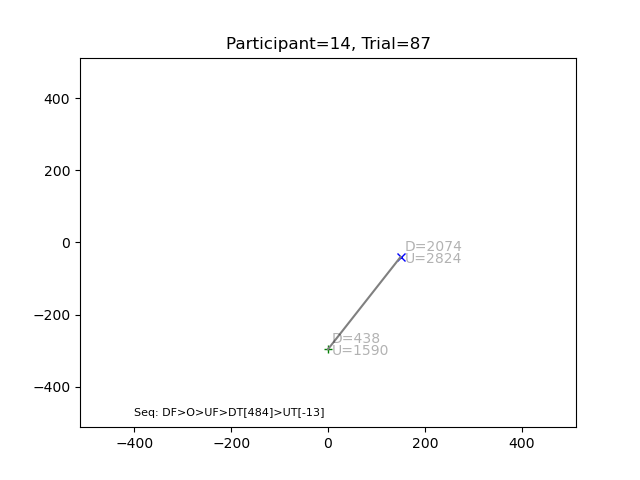 Participant=14, Trial=87
400
200
0
−200
−400
D=2074
U=2824
D=438
U=1590
Seq: DF>O>UF>DT[484]>UT[-13]
−400
−200
0
200
400